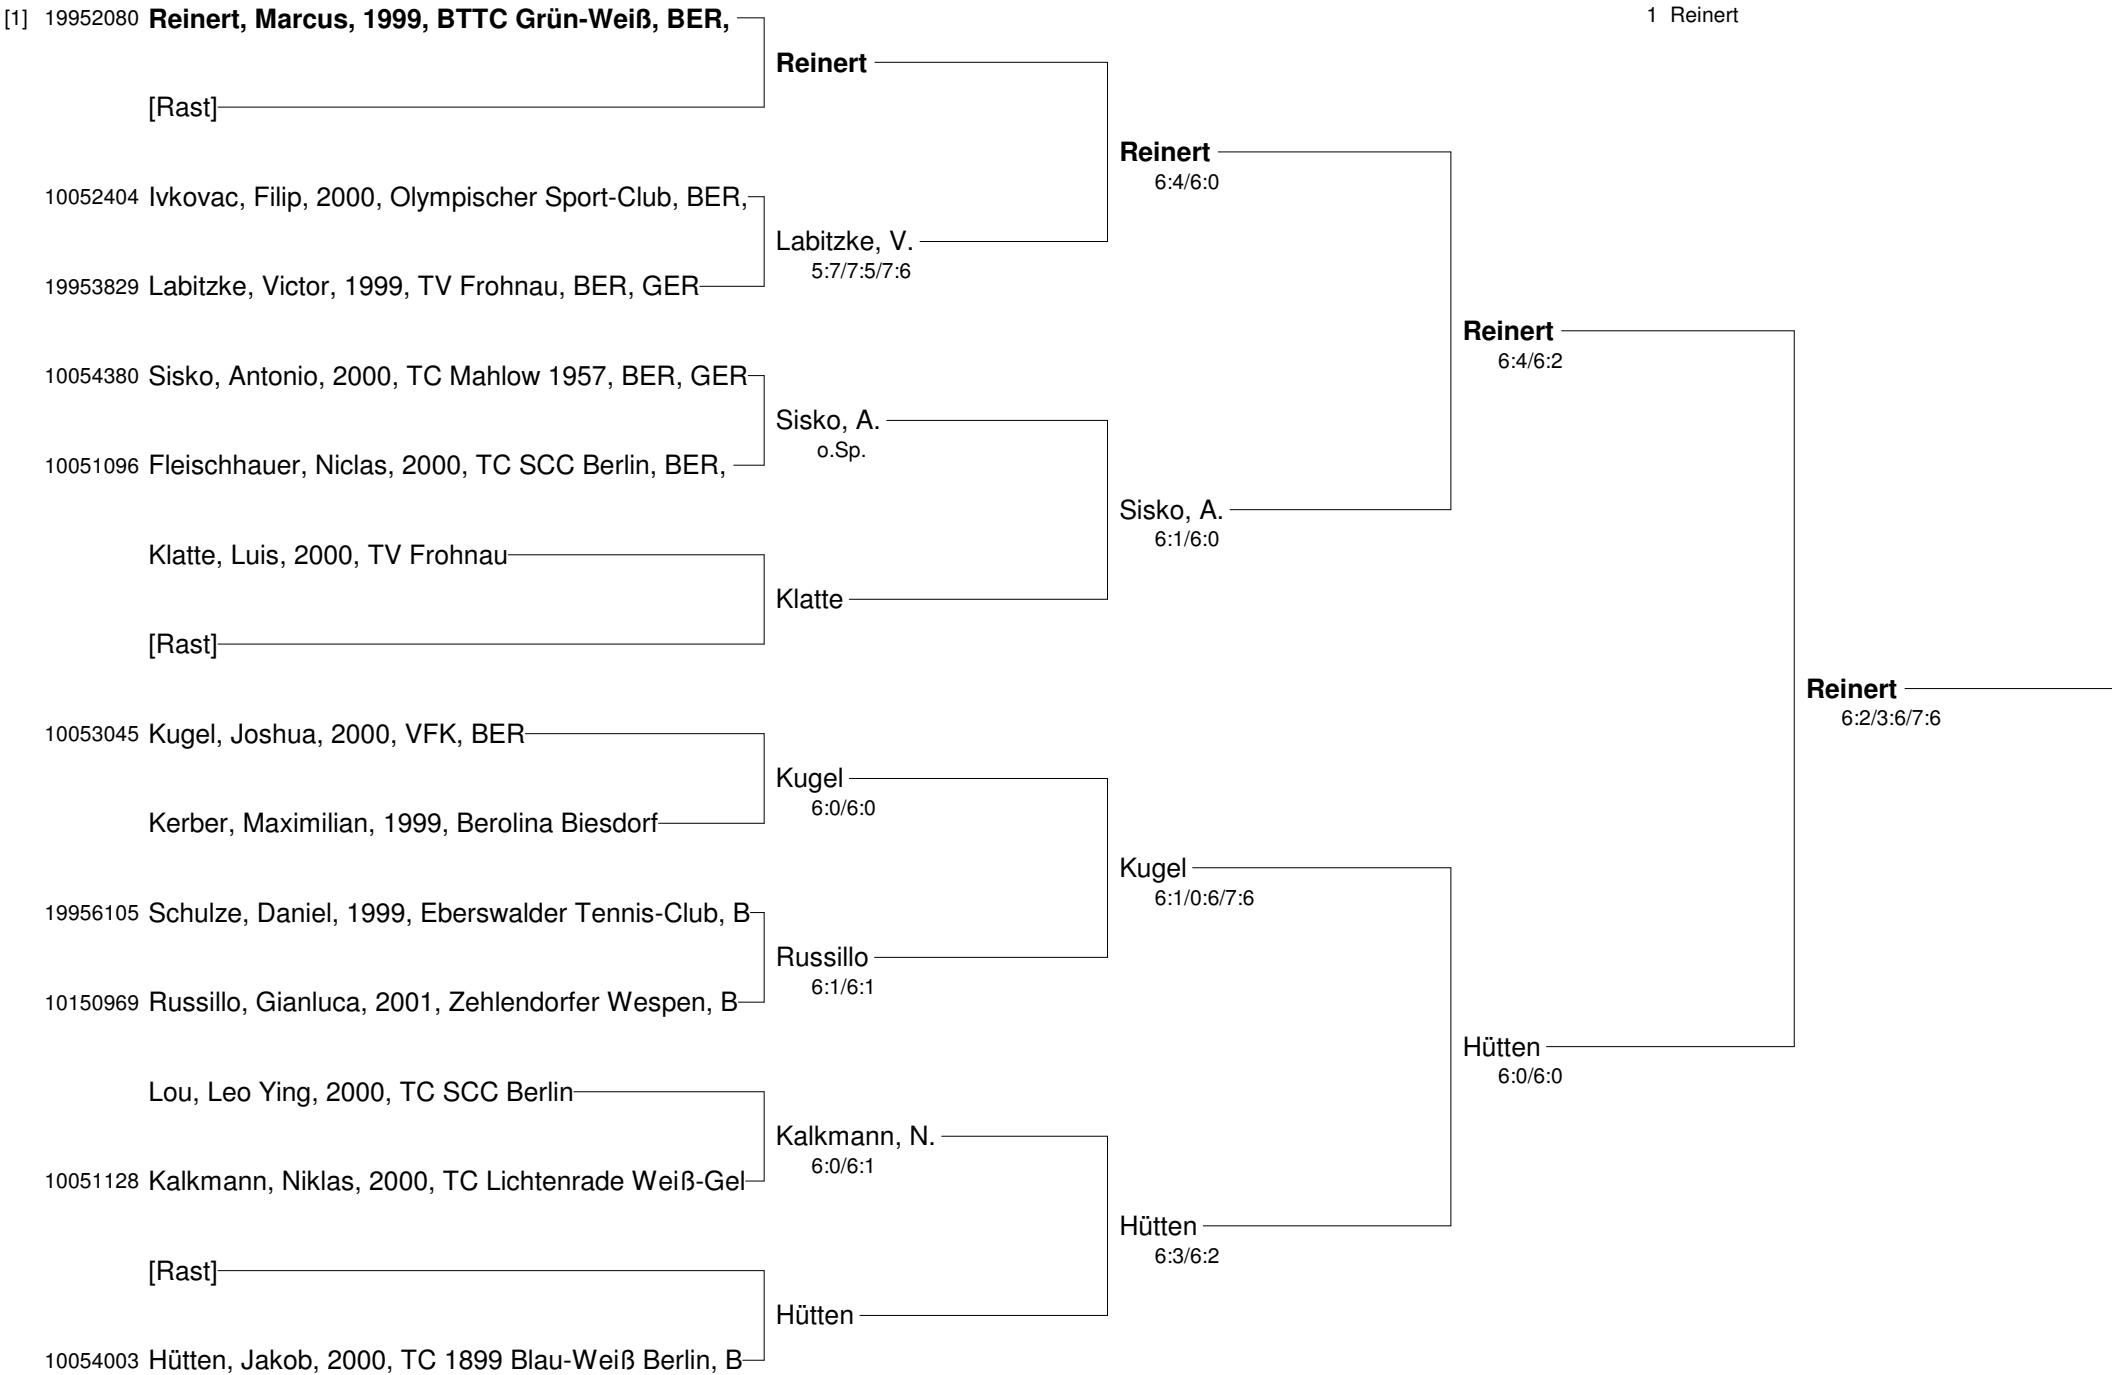 [1] 19952080 Reinert, Marcus, 1999, BTTC Grün-Weiß, BER,
1 Reinert
Reinert
[Rast]
Reinert
6:4/6:0
10052404 Ivkovac, Filip, 2000, Olympischer Sport-Club, BER,
Labitzke, V.
5:7/7:5/7:6
19953829 Labitzke, Victor, 1999, TV Frohnau, BER, GER
Reinert
6:4/6:2
10054380 Sisko, Antonio, 2000, TC Mahlow 1957, BER, GER
Sisko, A.
o.Sp.
10051096 Fleischhauer, Niclas, 2000, TC SCC Berlin, BER,
Sisko, A.
6:1/6:0
Klatte, Luis, 2000, TV Frohnau
Klatte
[Rast]
Reinert
6:2/3:6/7:6
10053045 Kugel, Joshua, 2000, VFK, BER
Kugel
6:0/6:0
Kerber, Maximilian, 1999, Berolina Biesdorf
Kugel
6:1/0:6/7:6
19956105 Schulze, Daniel, 1999, Eberswalder Tennis-Club, B
Russillo
6:1/6:1
10150969 Russillo, Gianluca, 2001, Zehlendorfer Wespen, B
Hütten
6:0/6:0
Lou, Leo Ying, 2000, TC SCC Berlin
Kalkmann, N.
6:0/6:1
10051128 Kalkmann, Niklas, 2000, TC Lichtenrade Weiß-Gel
Hütten
6:3/6:2
[Rast]
Hütten
10054003 Hütten, Jakob, 2000, TC 1899 Blau-Weiß Berlin, B